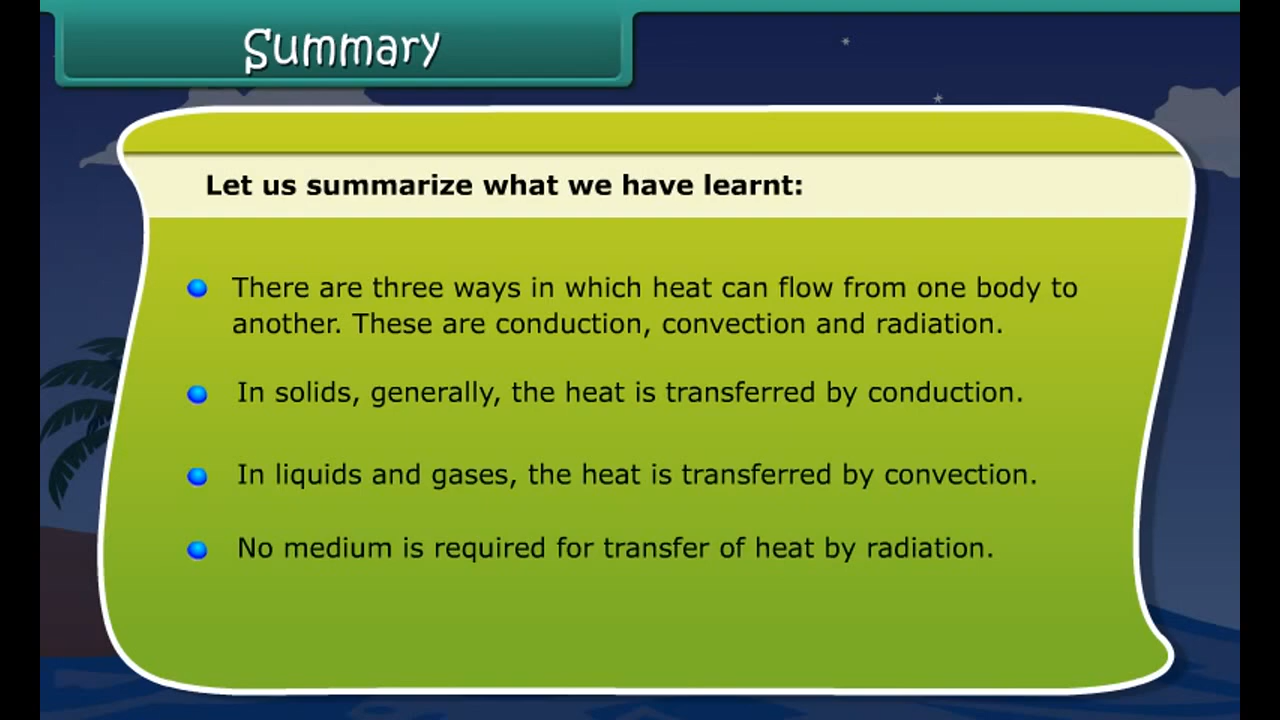 Summary
Let us summarize what we have learnt:
There are three ways in which heat can flow from one body to
another. These are conduction, convection and radiation.
In solids, generally, the heat is transferred by conduction.
In liquids and gases, the heat is transferred by convection.
No medium is required for transfer of heat by radiation.